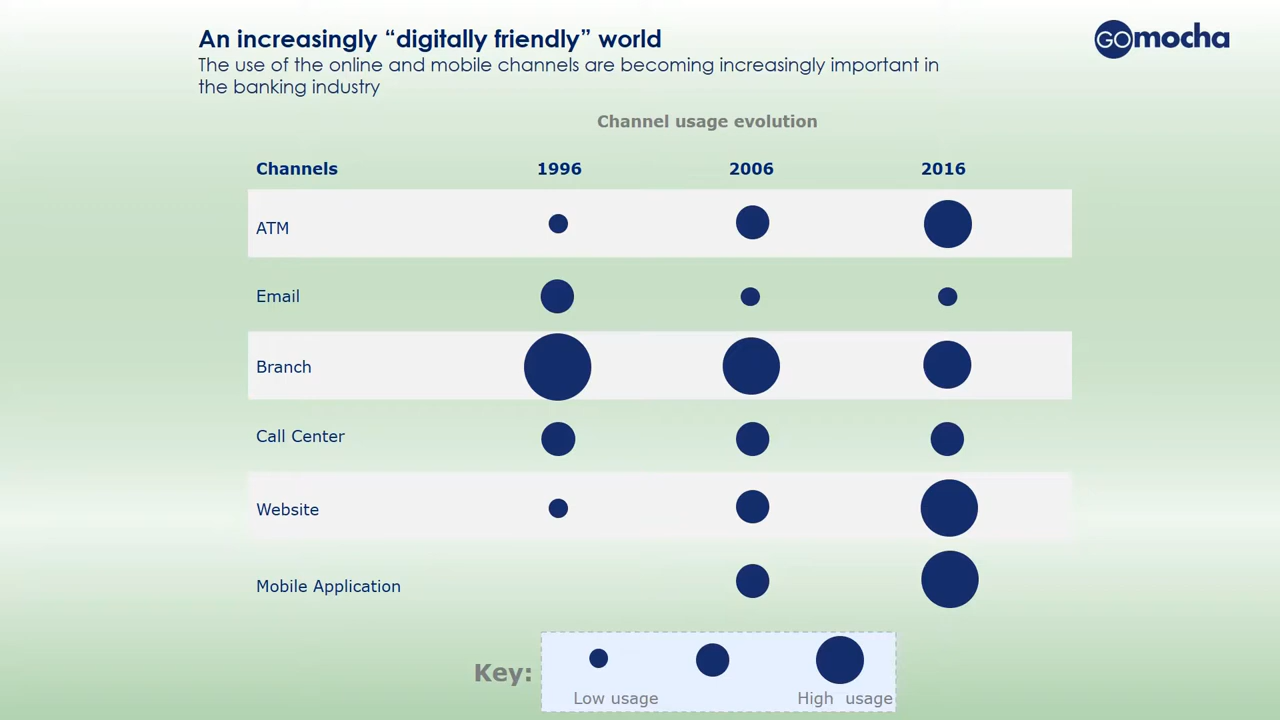 An increasingly “digitally friendly” world
GOmocha
The use of the online and mobile channels are becoming increasingly important in
the banking industry
Channel usage evolution
Channels 1996 2006 2016
ATM
Email
Branch
Call Center
Website
Mobile Application
Key:
Low usage High usage